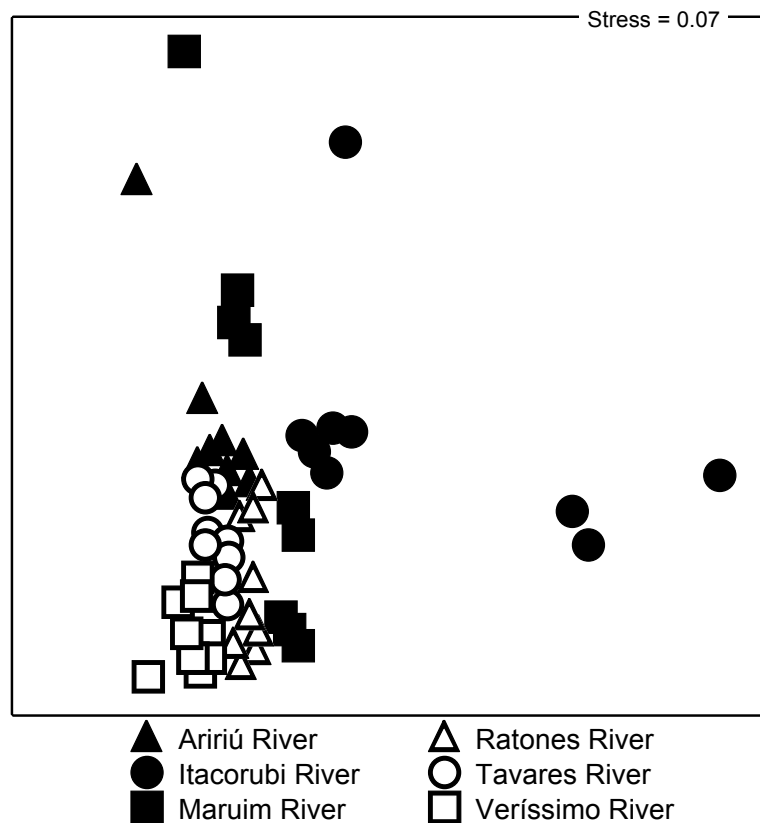 Stress = 0.07
Aririú River
Ratones River
Itacorubi River
Tavares River
Maruim River
Veríssimo River